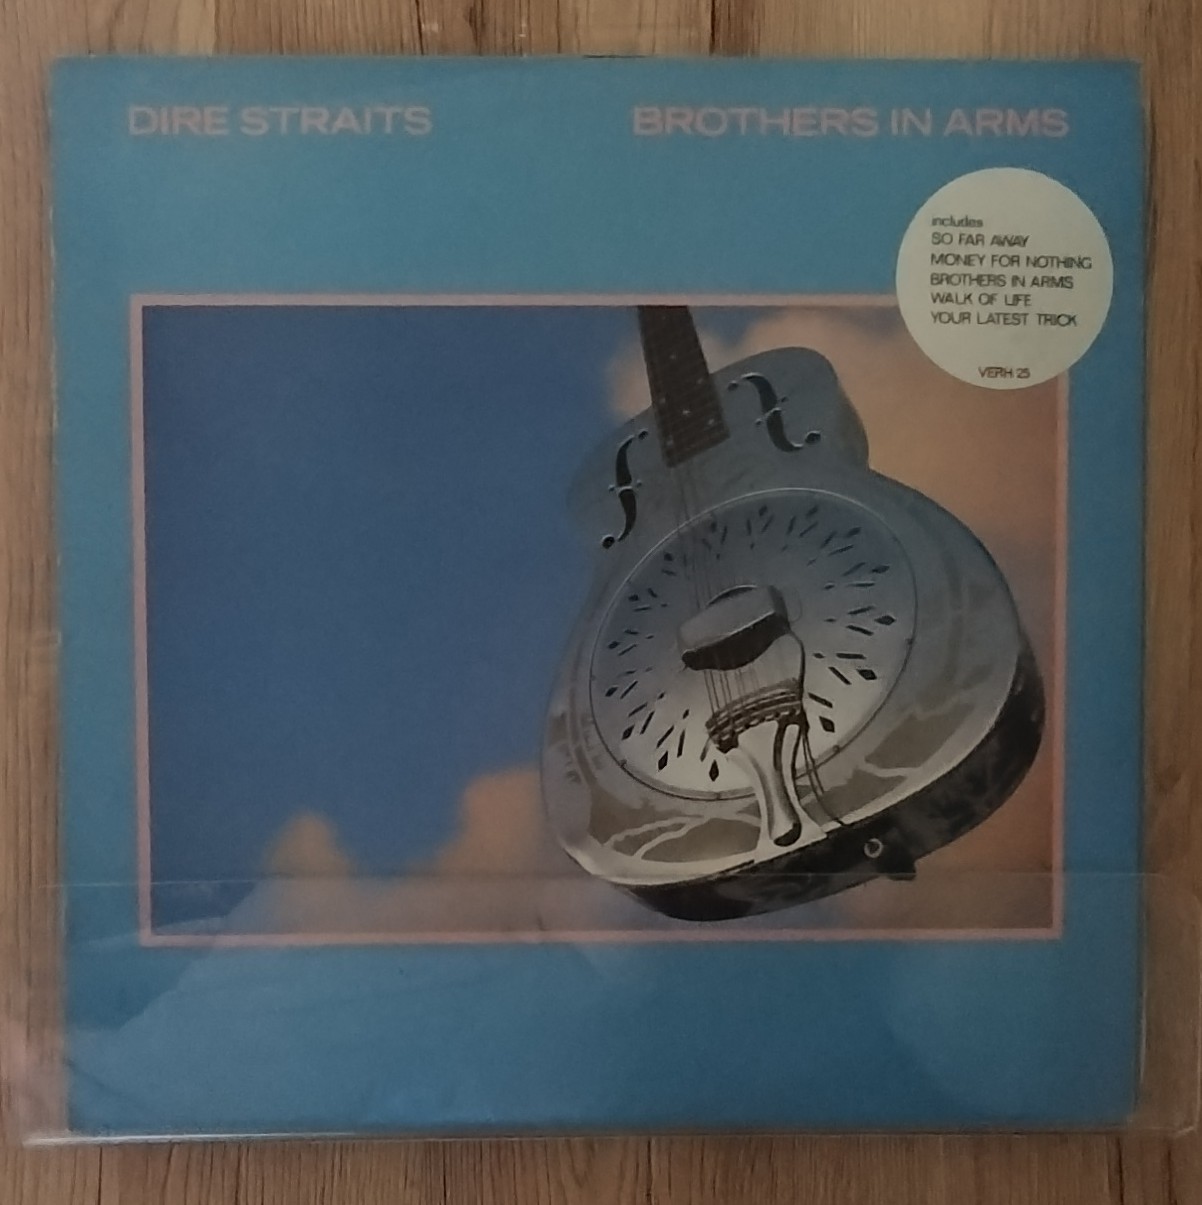 DIRE STRAITS BROTHERS IN ARMS
includes
SO FAR AWAY
MONEY FOR NOTHING
BROTHERS IN ARMS
WALK OF LIFE
YOUR LATEST TRICK
VERH 25